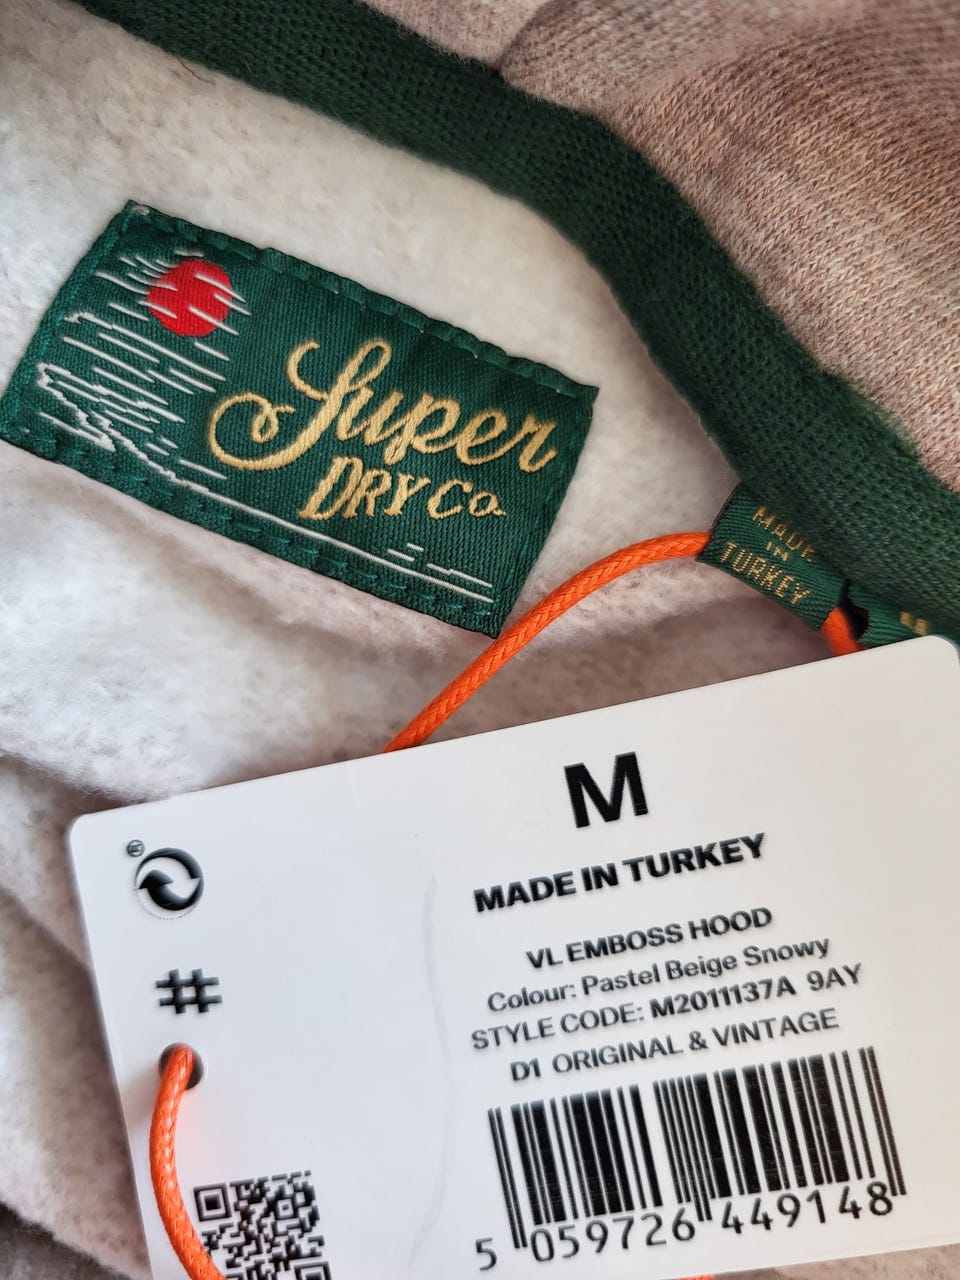 Super
DRY Co.
MADE
IN
TURKEY
M
MADE IN TURKEY
VL EMBOSS HOOD
Colour: Pastel Beige Snowy
STYLE CODE: M2011137A 9AY
D1 ORIGINAL & VINTAGE
#
5 059726 449148